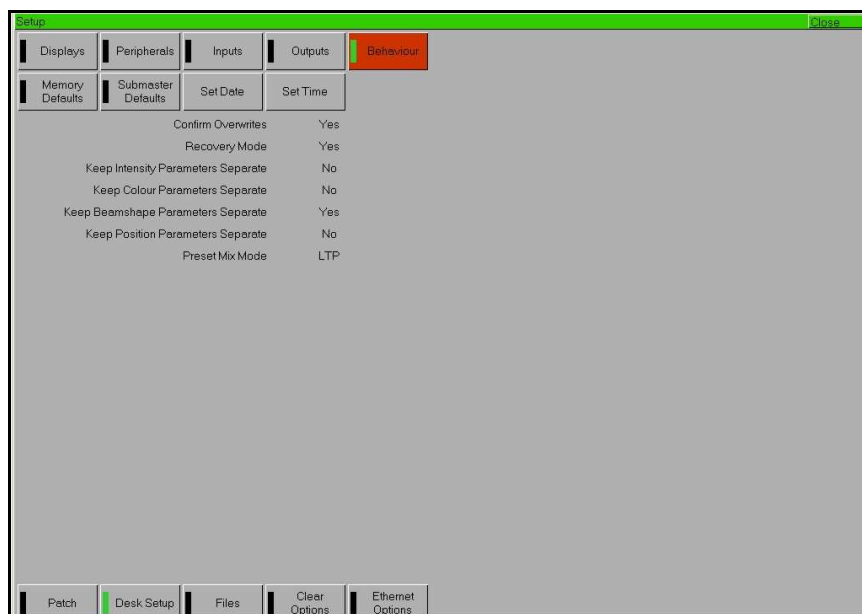 Setup Close
Displays Peripherals Inputs Outputs Behaviour
Memory Defaults Submaster Defaults Set Date Set Time
Confirm Overwrites Yes
Recovery Mode Yes
Keep Intensity Parameters Separate No
Keep Colour Parameters Separate No
Keep Beamshape Parameters Separate Yes
Keep Position Parameters Separate No
Preset Mix Mode LTP
Patch Desk Setup Files Clear Options Ethernet Options